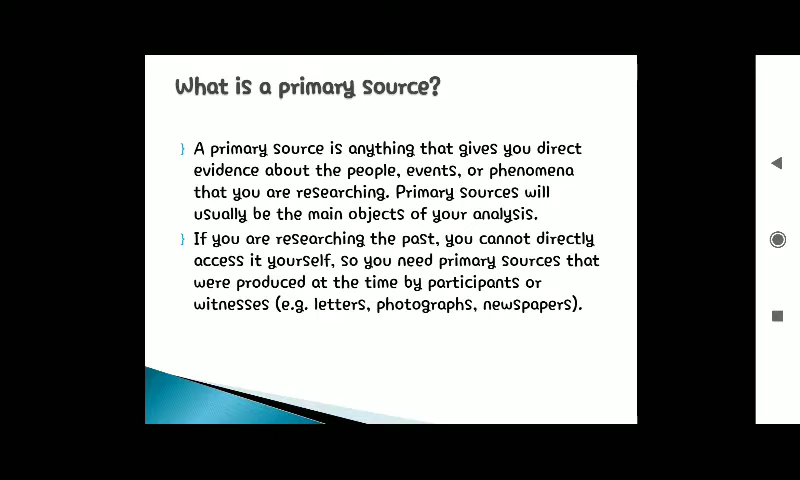 What is a primary source?
} A primary source is anything that gives you direct
evidence about the people, events, or phenomena
that you are researching. Primary sources will
usually be the main objects of your analysis.
} If you are researching the past, you cannot directly
access it yourself, so you need primary sources that
were produced at the time by participants or
witnesses (e.g. letters, photographs, newspapers).